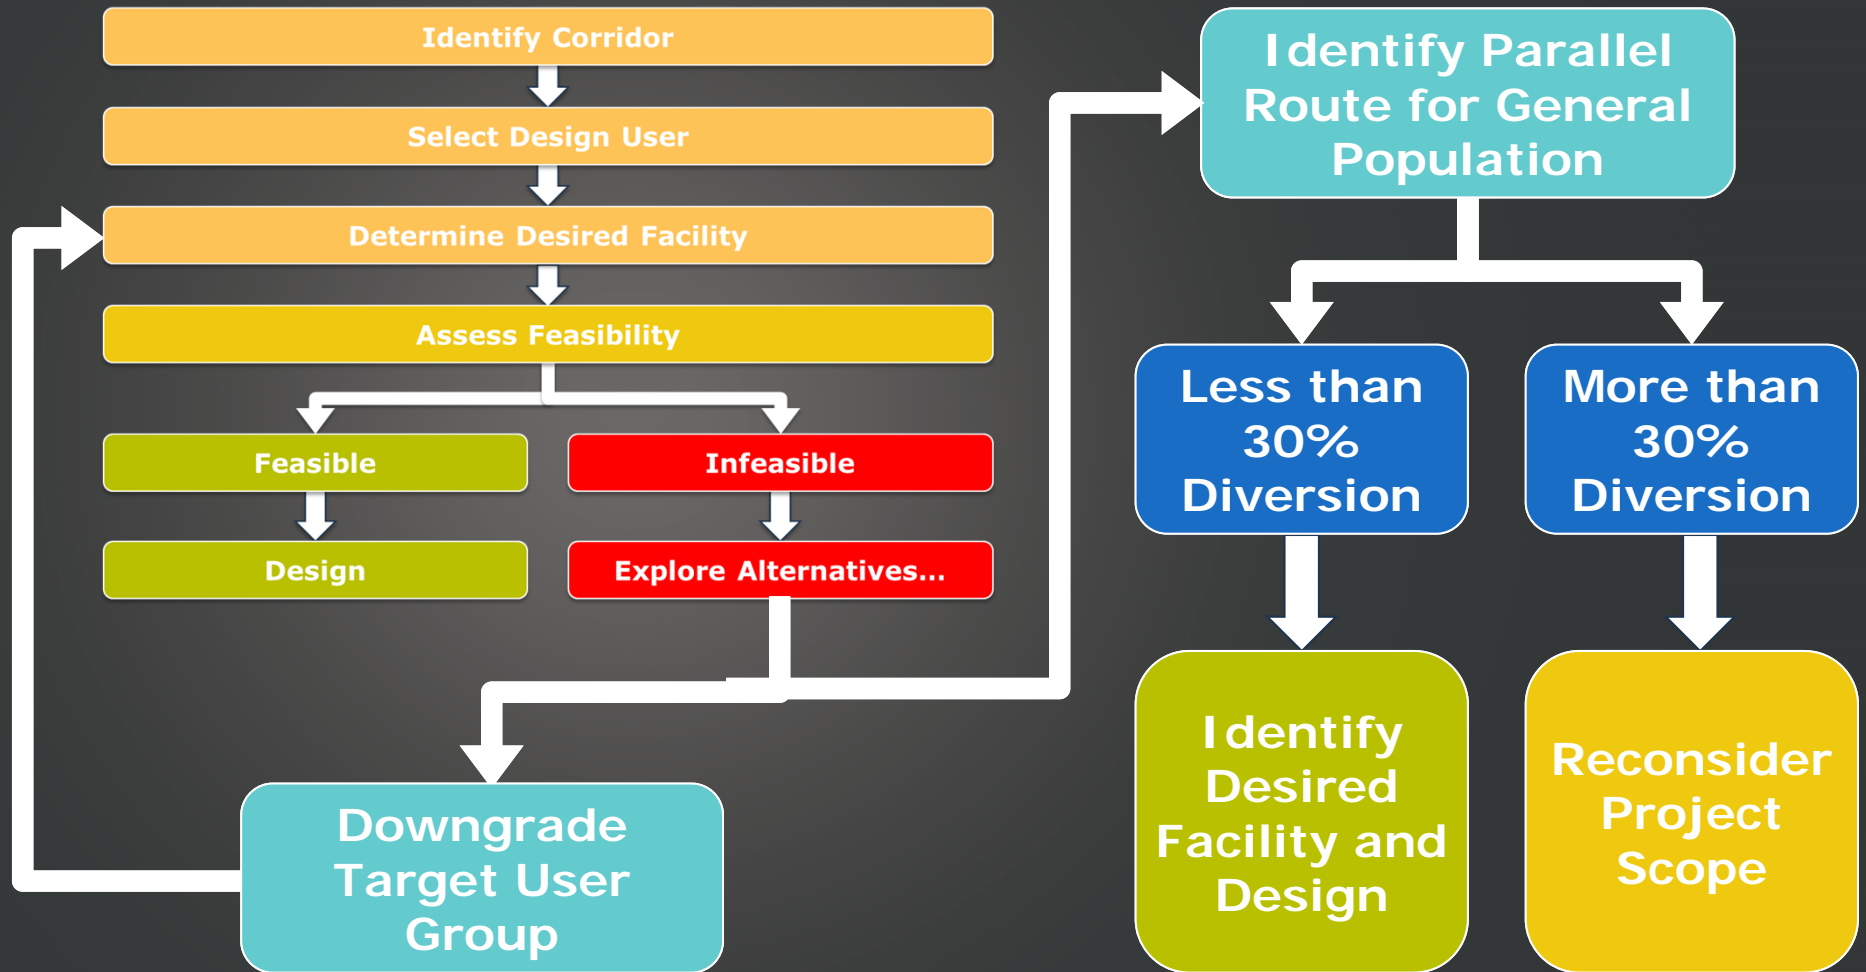 Identify Corridor
Select Design User
Determine Desired Facility
Assess Feasibility
Feasible
Infeasible
Design
Explore Alternatives...
Downgrade
Target User
Group
Identify Parallel
Route for General
Population
Less than
30%
Diversion
More than
30%
Diversion
Identify
Desired
Facility and
Design
Reconsider
Project
Scope